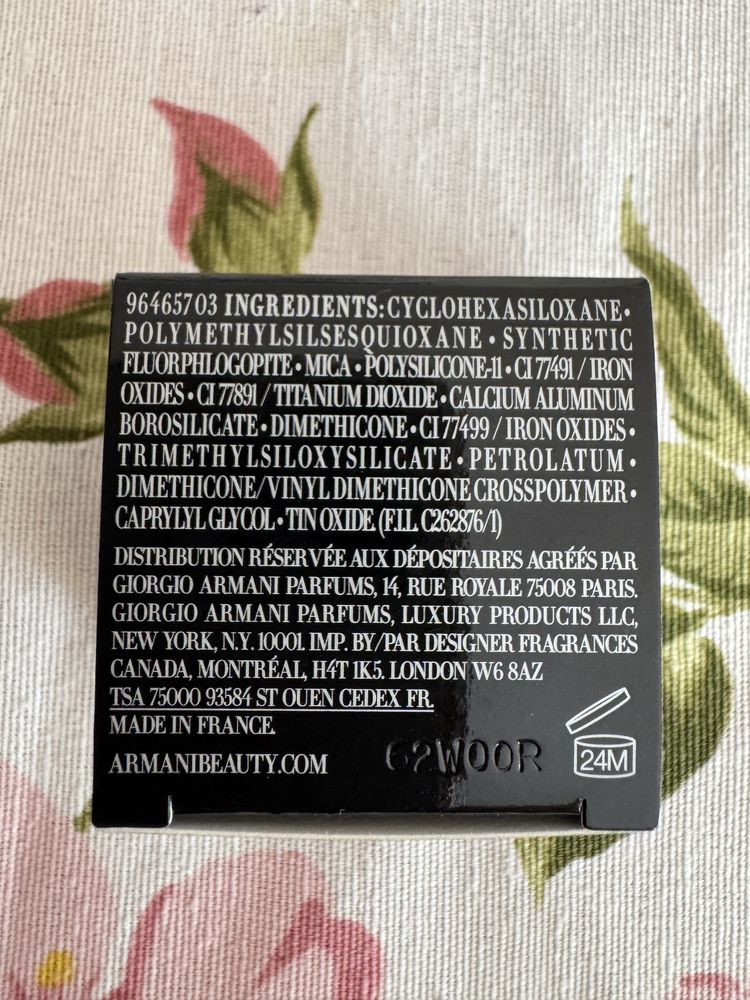 96465703 INGREDIENTS: CYCLOHEXASILOXANE •
POLYMETHYLSILSESQUIOXANE • SYNTHETIC
FLUORPHLOGOPITE • MICA • POLYSILICONE-11 • CI 77491 / IRON
OXIDES • CI 77891 / TITANIUM DIOXIDE • CALCIUM ALUMINUM
BOROSILICATE • DIMETHICONE • CI 77499 / IRON OXIDES •
TRIMETHYLSILOXYSILICATE • PETROLATUM •
DIMETHICONE/VINYL DIMETHICONE CROSSPOLYMER •
CAPRYLYL GLYCOL • TIN OXIDE (F.I.L. C262876/1)
DISTRIBUTION RÉSERVÉE AUX DÉPOSITAIRES AGRÉÉS PAR
GIORGIO ARMANI PARFUMS, 14, RUE ROYALE 75008 PARIS.
GIORGIO ARMANI PARFUMS, LUXURY PRODUCTS LLC,
NEW YORK, N.Y. 10001. IMP. BY/PAR DESIGNER FRAGRANCES
CANADA, MONTRÉAL, H4T 1K5. LONDON W6 8AZ
TSA 75000 93584 ST OUEN CEDEX FR.
MADE IN FRANCE.
ARMANIBEAUTY.COM 62W00R 24M